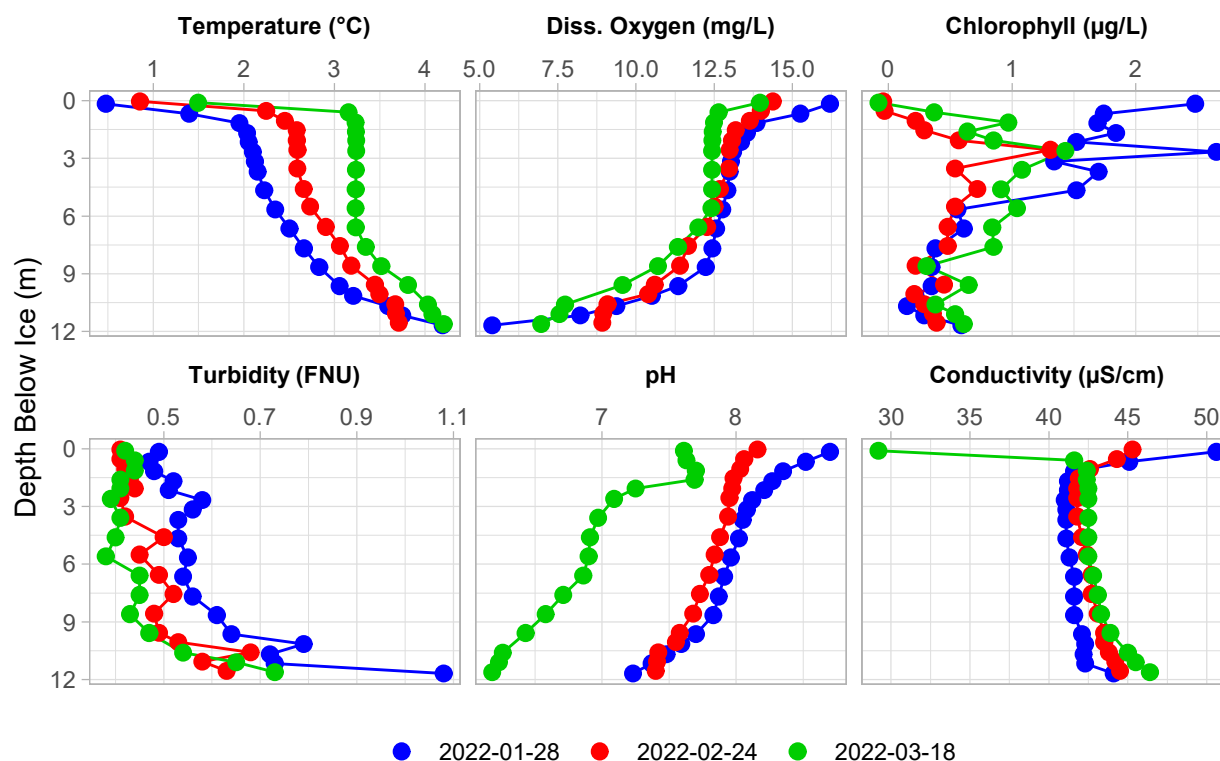 Temperature (°C) Diss. Oxygen (mg/L) Chlorophyll (µg/L)
1 2 3 4 5.0 7.5 10.0 12.5 15.0 0 1 2
0
3
6
9
12
Depth Below Ice (m)
Turbidity (FNU) pH Conductivity (µS/cm)
0.5 0.7 0.9 1.1 7 8 30 35 40 45 50
0
3
6
9
12
2022-01-28 2022-02-24 2022-03-18